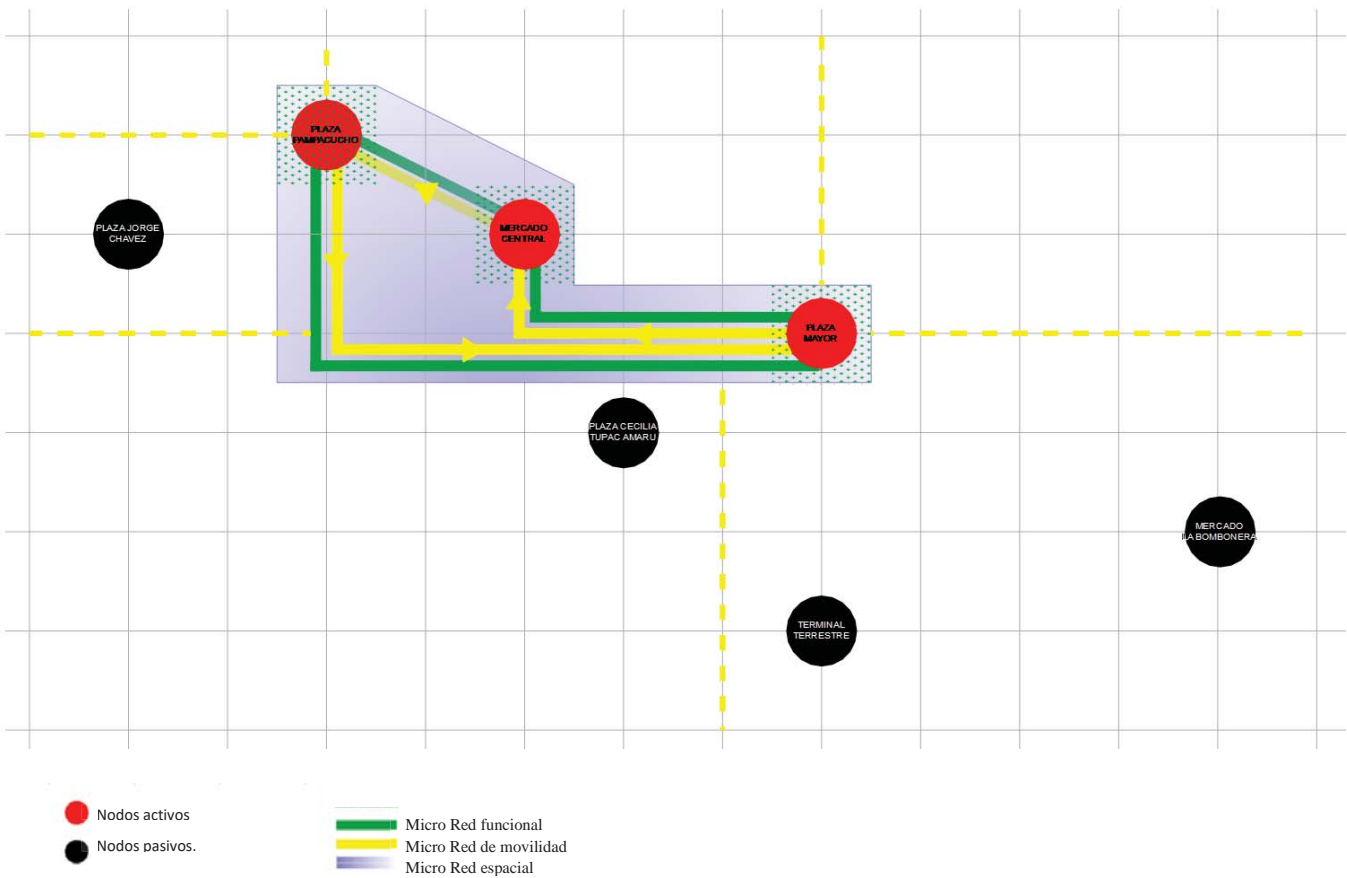 PLAZA
PAMPACUCHO
PLAZA JORGE
CHAVEZ
MERCADO
CENTRAL
PLAZA
MAYOR
PLAZA CECILIA
TUPAC AMARU
MERCADO
LA BOMBONERA
TERMINAL
TERRESTRE
Nodos activos
Nodos pasivos.
Micro Red funcional
Micro Red de movilidad
Micro Red espacial